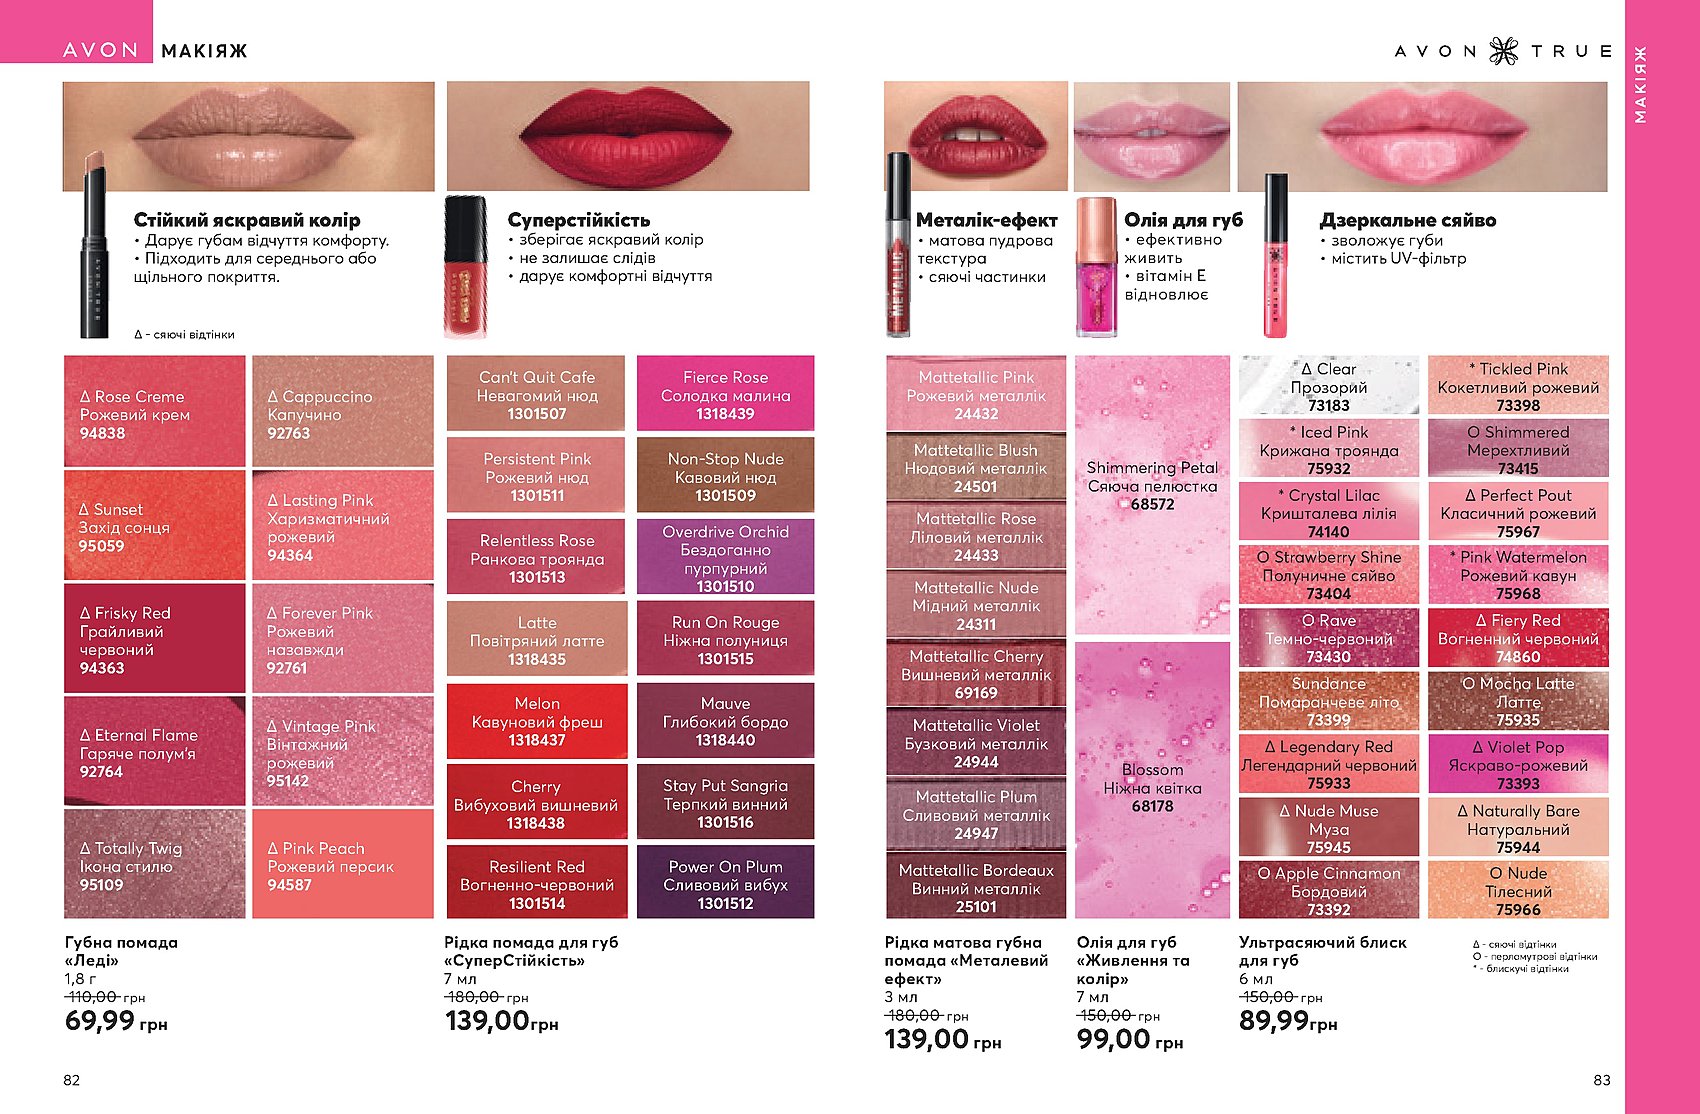 AVON МАКІЯЖ
AVON TRUE
МАКІЯЖ
Стійкий яскравий колір
• Дарує губам відчуття комфорту.
• Підходить для середнього або
щільного покриття.
Δ - сяючі відтінки
Суперстійкість
• зберігає яскравий колір
• не залишає слідів
• дарує комфортні відчуття
Металік-ефект
• матова пудрова
текстура
• сяючі частинки
METALLIC
Олія для губ
• ефективно
живить
• вітамін Е
відновлює
Дзеркальне сяйво
• зволожує губи
• містить UV-фільтр
Δ Rose Creme
Рожевий крем
94838
Δ Cappuccino
Капучино
92763
Δ Sunset
Захід сонця
95059
Δ Lasting Pink
Харизматичний
рожевий
94364
Δ Frisky Red
Грайливий
червоний
94363
Δ Forever Pink
Рожевий
назавжди
92761
Δ Eternal Flame
Гаряче полум'я
92764
Δ Vintage Pink
Вінтажний
рожевий
95142
Δ Totally Twig
Ікона стилю
95109
Δ Pink Peach
Рожевий персик
94587
Can't Quit Cafe
Невагомий нюд
1301507
Fierce Rose
Солодка малина
1318439
Persistent Pink
Рожевий нюд
1301511
Non-Stop Nude
Кавовий нюд
1301509
Relentless Rose
Ранкова троянда
1301513
Overdrive Orchid
Бездоганно
пурпурний
1301510
Latte
Повітряний латте
1318435
Run On Rouge
Ніжна полуниця
1301515
Melon
Кавуновий фреш
1318437
Mauve
Глибокий бордо
1318440
Cherry
Вибуховий вишневий
1318438
Stay Put Sangria
Терпкий винний
1301516
Resilient Red
Вогненно-червоний
1301514
Power On Plum
Сливовий вибух
1301512
Mattetallic Pink
Рожевий металлік
24432
Mattetallic Blush
Нюдовий металлік
24501
Mattetallic Rose
Ліловий металлік
24433
Mattetallic Nude
Мідний металлік
24311
Mattetallic Cherry
Вишневий металлік
69169
Mattetallic Violet
Бузковий металлік
24944
Mattetallic Plum
Сливовий металлік
24947
Mattetallic Bordeaux
Винний металлік
25101
Shimmering Petal
Сяюча пелюстка
68572
Blossom
Ніжна квітка
68178
Δ Clear
Прозорий
73183
* Tickled Pink
Кокетливий рожевий
73398
* Iced Pink
Крижана троянда
75932
O Shimmered
Мерехтливий
73415
* Crystal Lilac
Кришталева лілія
74140
Δ Perfect Pout
Класичний рожевий
75967
O Strawberry Shine
Полуничне сяйво
73404
* Pink Watermelon
Рожевий кавун
75968
O Rave
Темно-червоний
73430
Δ Fiery Red
Вогненний червоний
74860
Sundance
Помаранчеве літо
73399
O Mocha Latte
Латте
75935
Δ Legendary Red
Легендарний червоний
75933
Δ Violet Pop
Яскраво-рожевий
73393
Δ Nude Muse
Муза
75945
Δ Naturally Bare
Натуральний
75944
O Apple Cinnamon
Бордовий
73392
O Nude
Тілесний
75966
Губна помада
«Леді»
1,8 г
110,00 грн
69,99 грн
Рідка помада для губ
«СуперСтійкість»
7 мл
180,00 грн
139,00грн
Рідка матова губна
помада «Металевий
ефект»
3 мл
180,00 грн
139,00 грн
Олія для губ
«Живлення та
колір»
7 мл
150,00 грн
99,00 грн
Ультрасяючий блиск
для губ
6 мл
150,00 грн
89,99грн
Δ - сяючі відтінки
O - перламутрові відтінки
* - блискучі відтінки
82
83